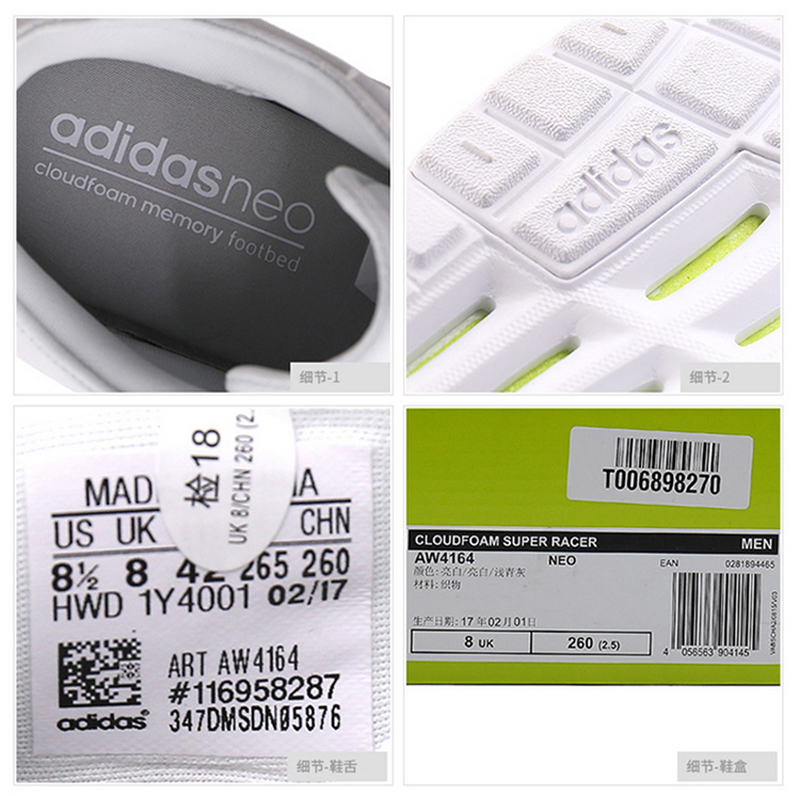 adidasneo
cloudfoam memory footbed
细节-1
adidas
细节-2
检18
UK 8/CHN 260 (2.
US UK CHN
8½ 8 42 265 260
HWD 1Y4001 02/17
ART AW4164
#116958287
adidas® 347DMSDNØ5876
细节-鞋舌
T006898270
CLOUDFOAM SUPER RACER MEN
AW4164 NEO EAN 0281894465
颜色:亮白/亮白/浅青灰
材料:织物
生产日期:17年02月01日
8 UK 260 (2.5)
4 056563 904145
细节-鞋盒